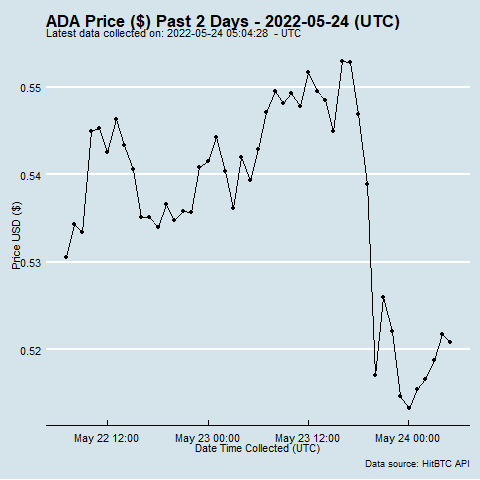 ADA Price ($) Past 2 Days - 2022-05-24 (UTC)
Latest data collected on: 2022-05-24 05:04:28 - UTC
0.55
0.54
0.53
0.52
Price USD ($)
May 22 12:00
May 23 00:00
May 23 12:00
May 24 00:00
Date Time Collected (UTC)
Data source: HitBTC API